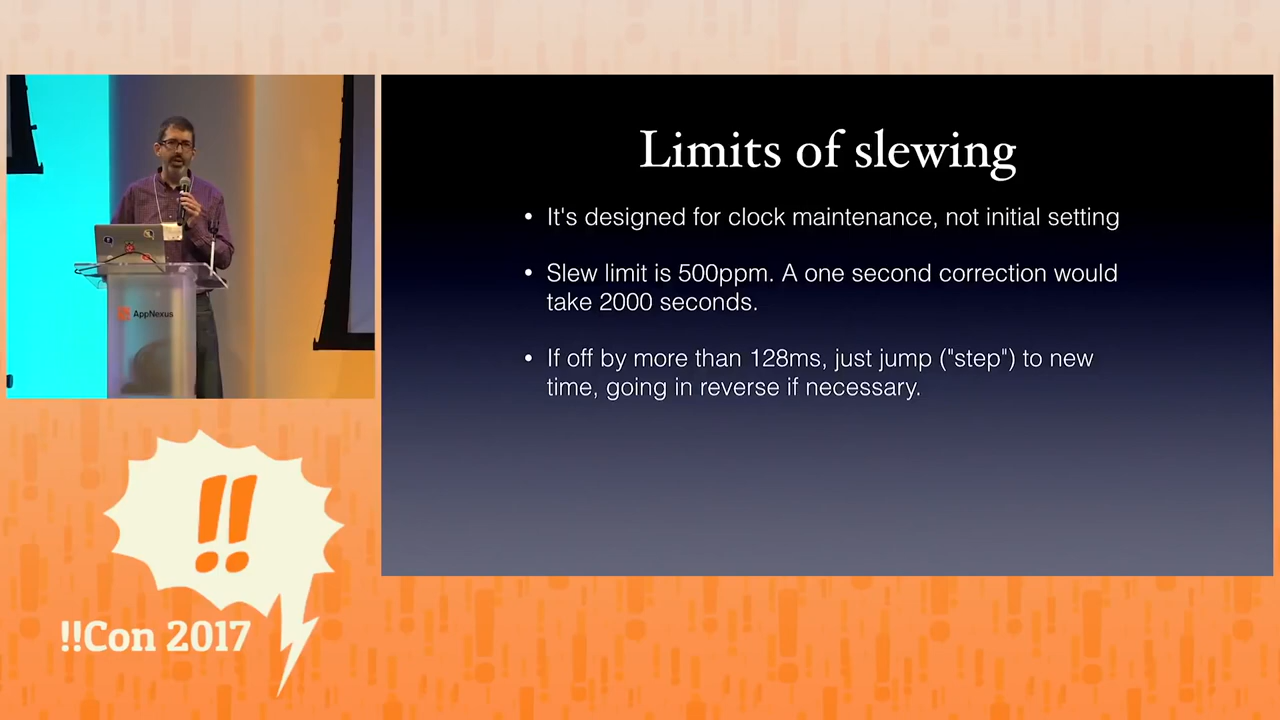 Limits of slewing
• It's designed for clock maintenance, not initial setting
• Slew limit is 500ppm. A one second correction would
take 2000 seconds.
• If off by more than 128ms, just jump ("step") to new
time, going in reverse if necessary.
AppNexus
!!
!!Con 2017